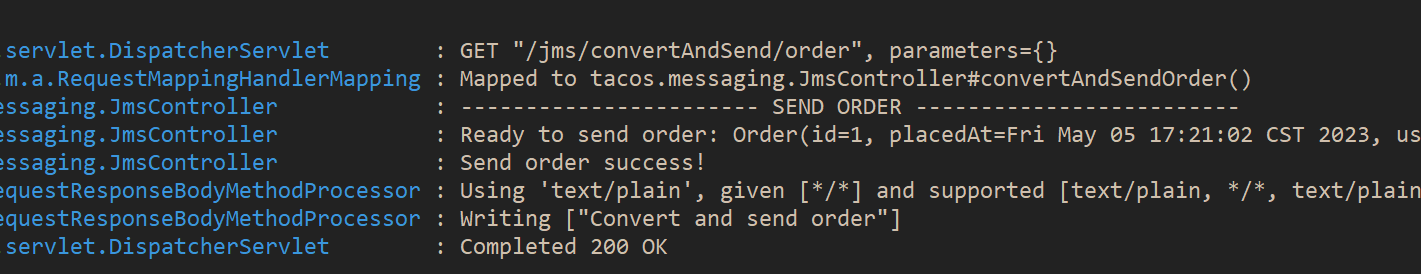 .servlet.DispatcherServlet : GET "/jms/convertAndSend/order", parameters={}
.m.a.RequestMappingHandlerMapping : Mapped to tacos.messaging.JmsController#convertAndSendOrder()
essaging.JmsController : ----------------------- SEND ORDER -------------------------
essaging.JmsController : Ready to send order: Order(id=1, placedAt=Fri May 05 17:21:02 CST 2023, us
essaging.JmsController : Send order success!
equestResponseBodyMethodProcessor : Using 'text/plain', given [*/*] and supported [text/plain, */*, text/plain
equestResponseBodyMethodProcessor : Writing ["Convert and send order"]
.servlet.DispatcherServlet : Completed 200 OK